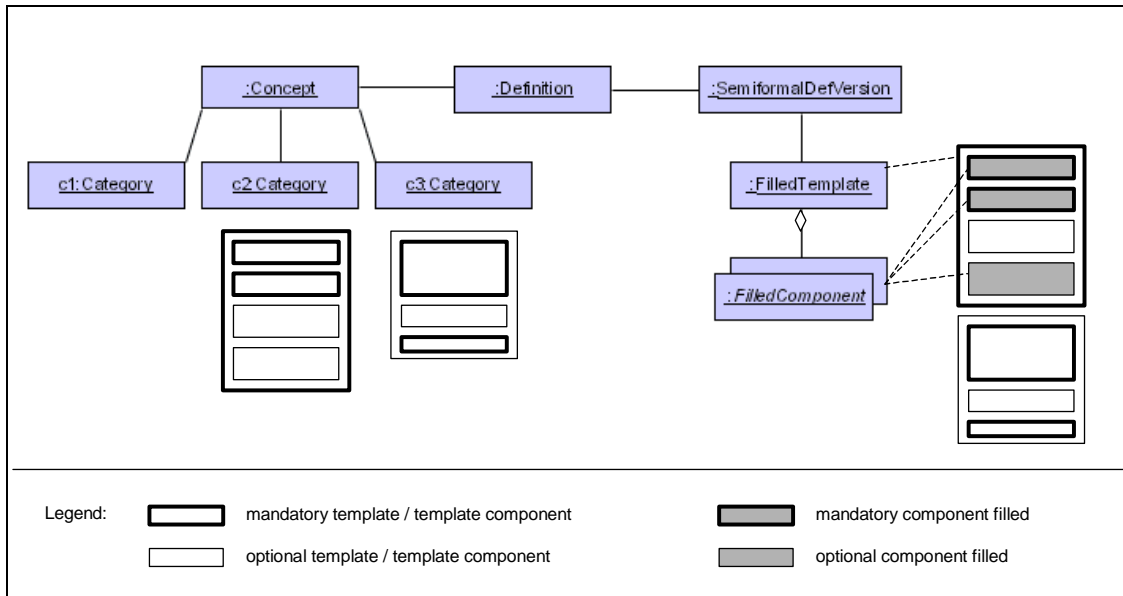 :Concept
:Definition
:SemiformalDefVersion
c1:Category
c2:Category
c3:Category
:FilledTemplate
:FilledComponent
Legend:
mandatory template / template component
mandatory component filled
optional template / template component
optional component filled